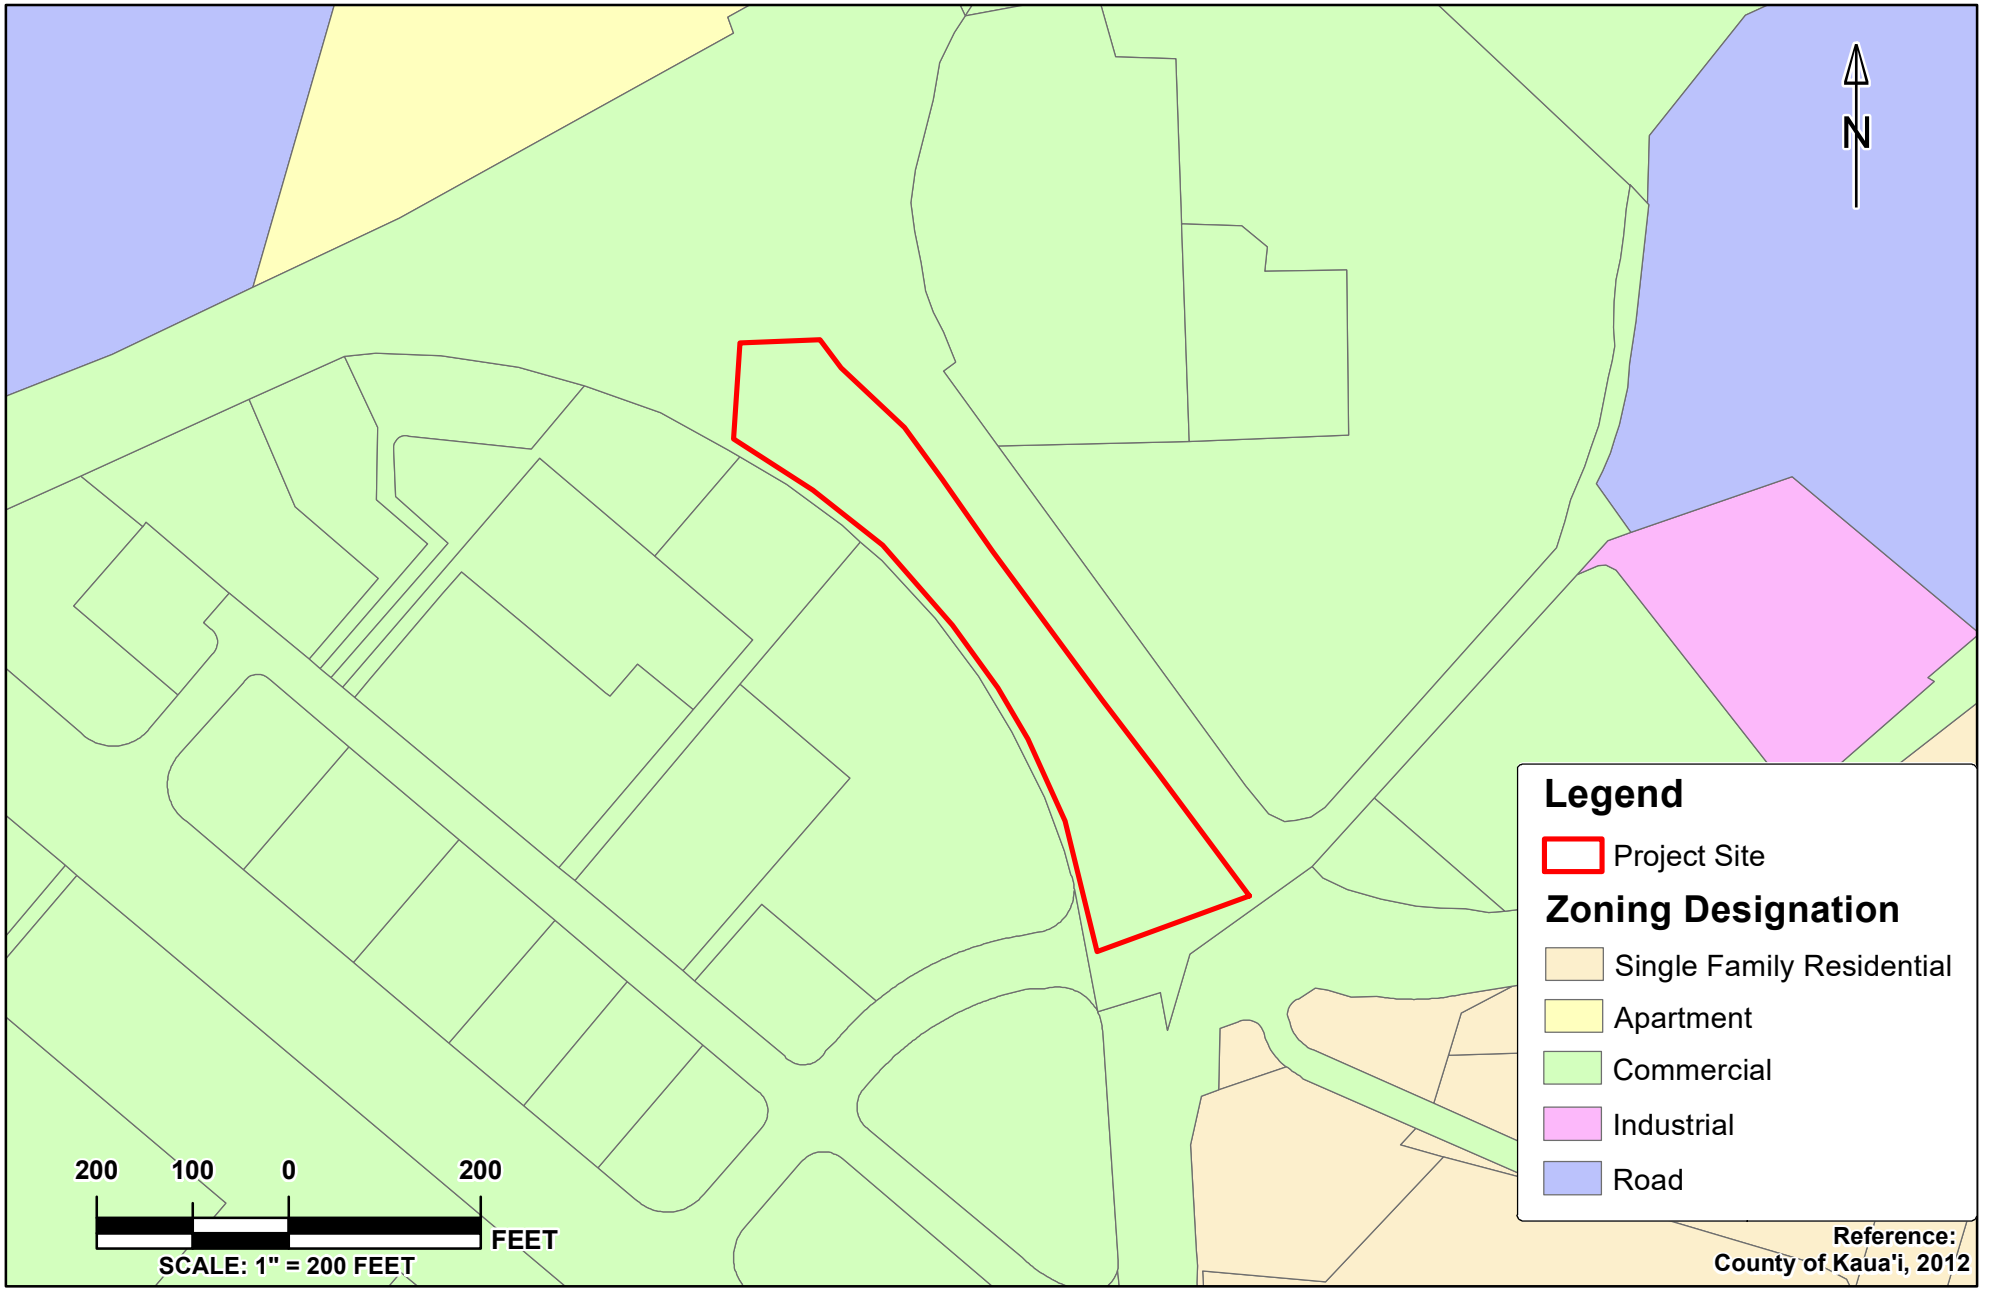 N
Legend
Project Site
Zoning Designation
Single Family Residential
Apartment
Commercial
Industrial
Road
200 100 0 200
FEET
SCALE: 1" = 200 FEET
Reference:
County of Kaua'i, 2012